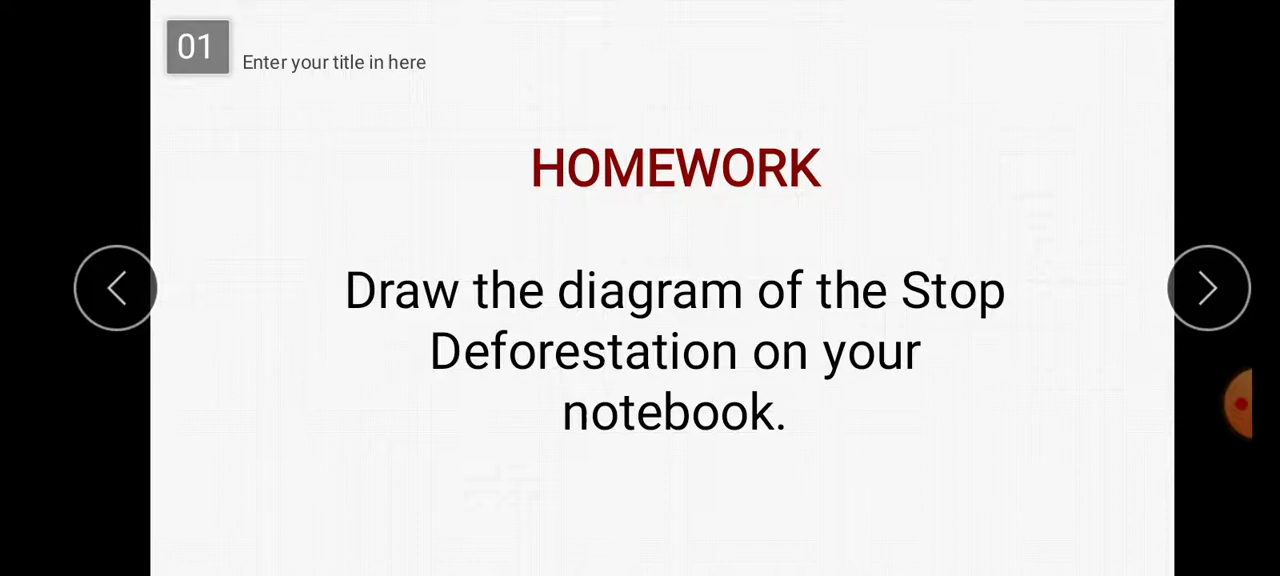 01
Enter your title in here
HOMEWORK
Draw the diagram of the Stop
Deforestation on your
notebook.